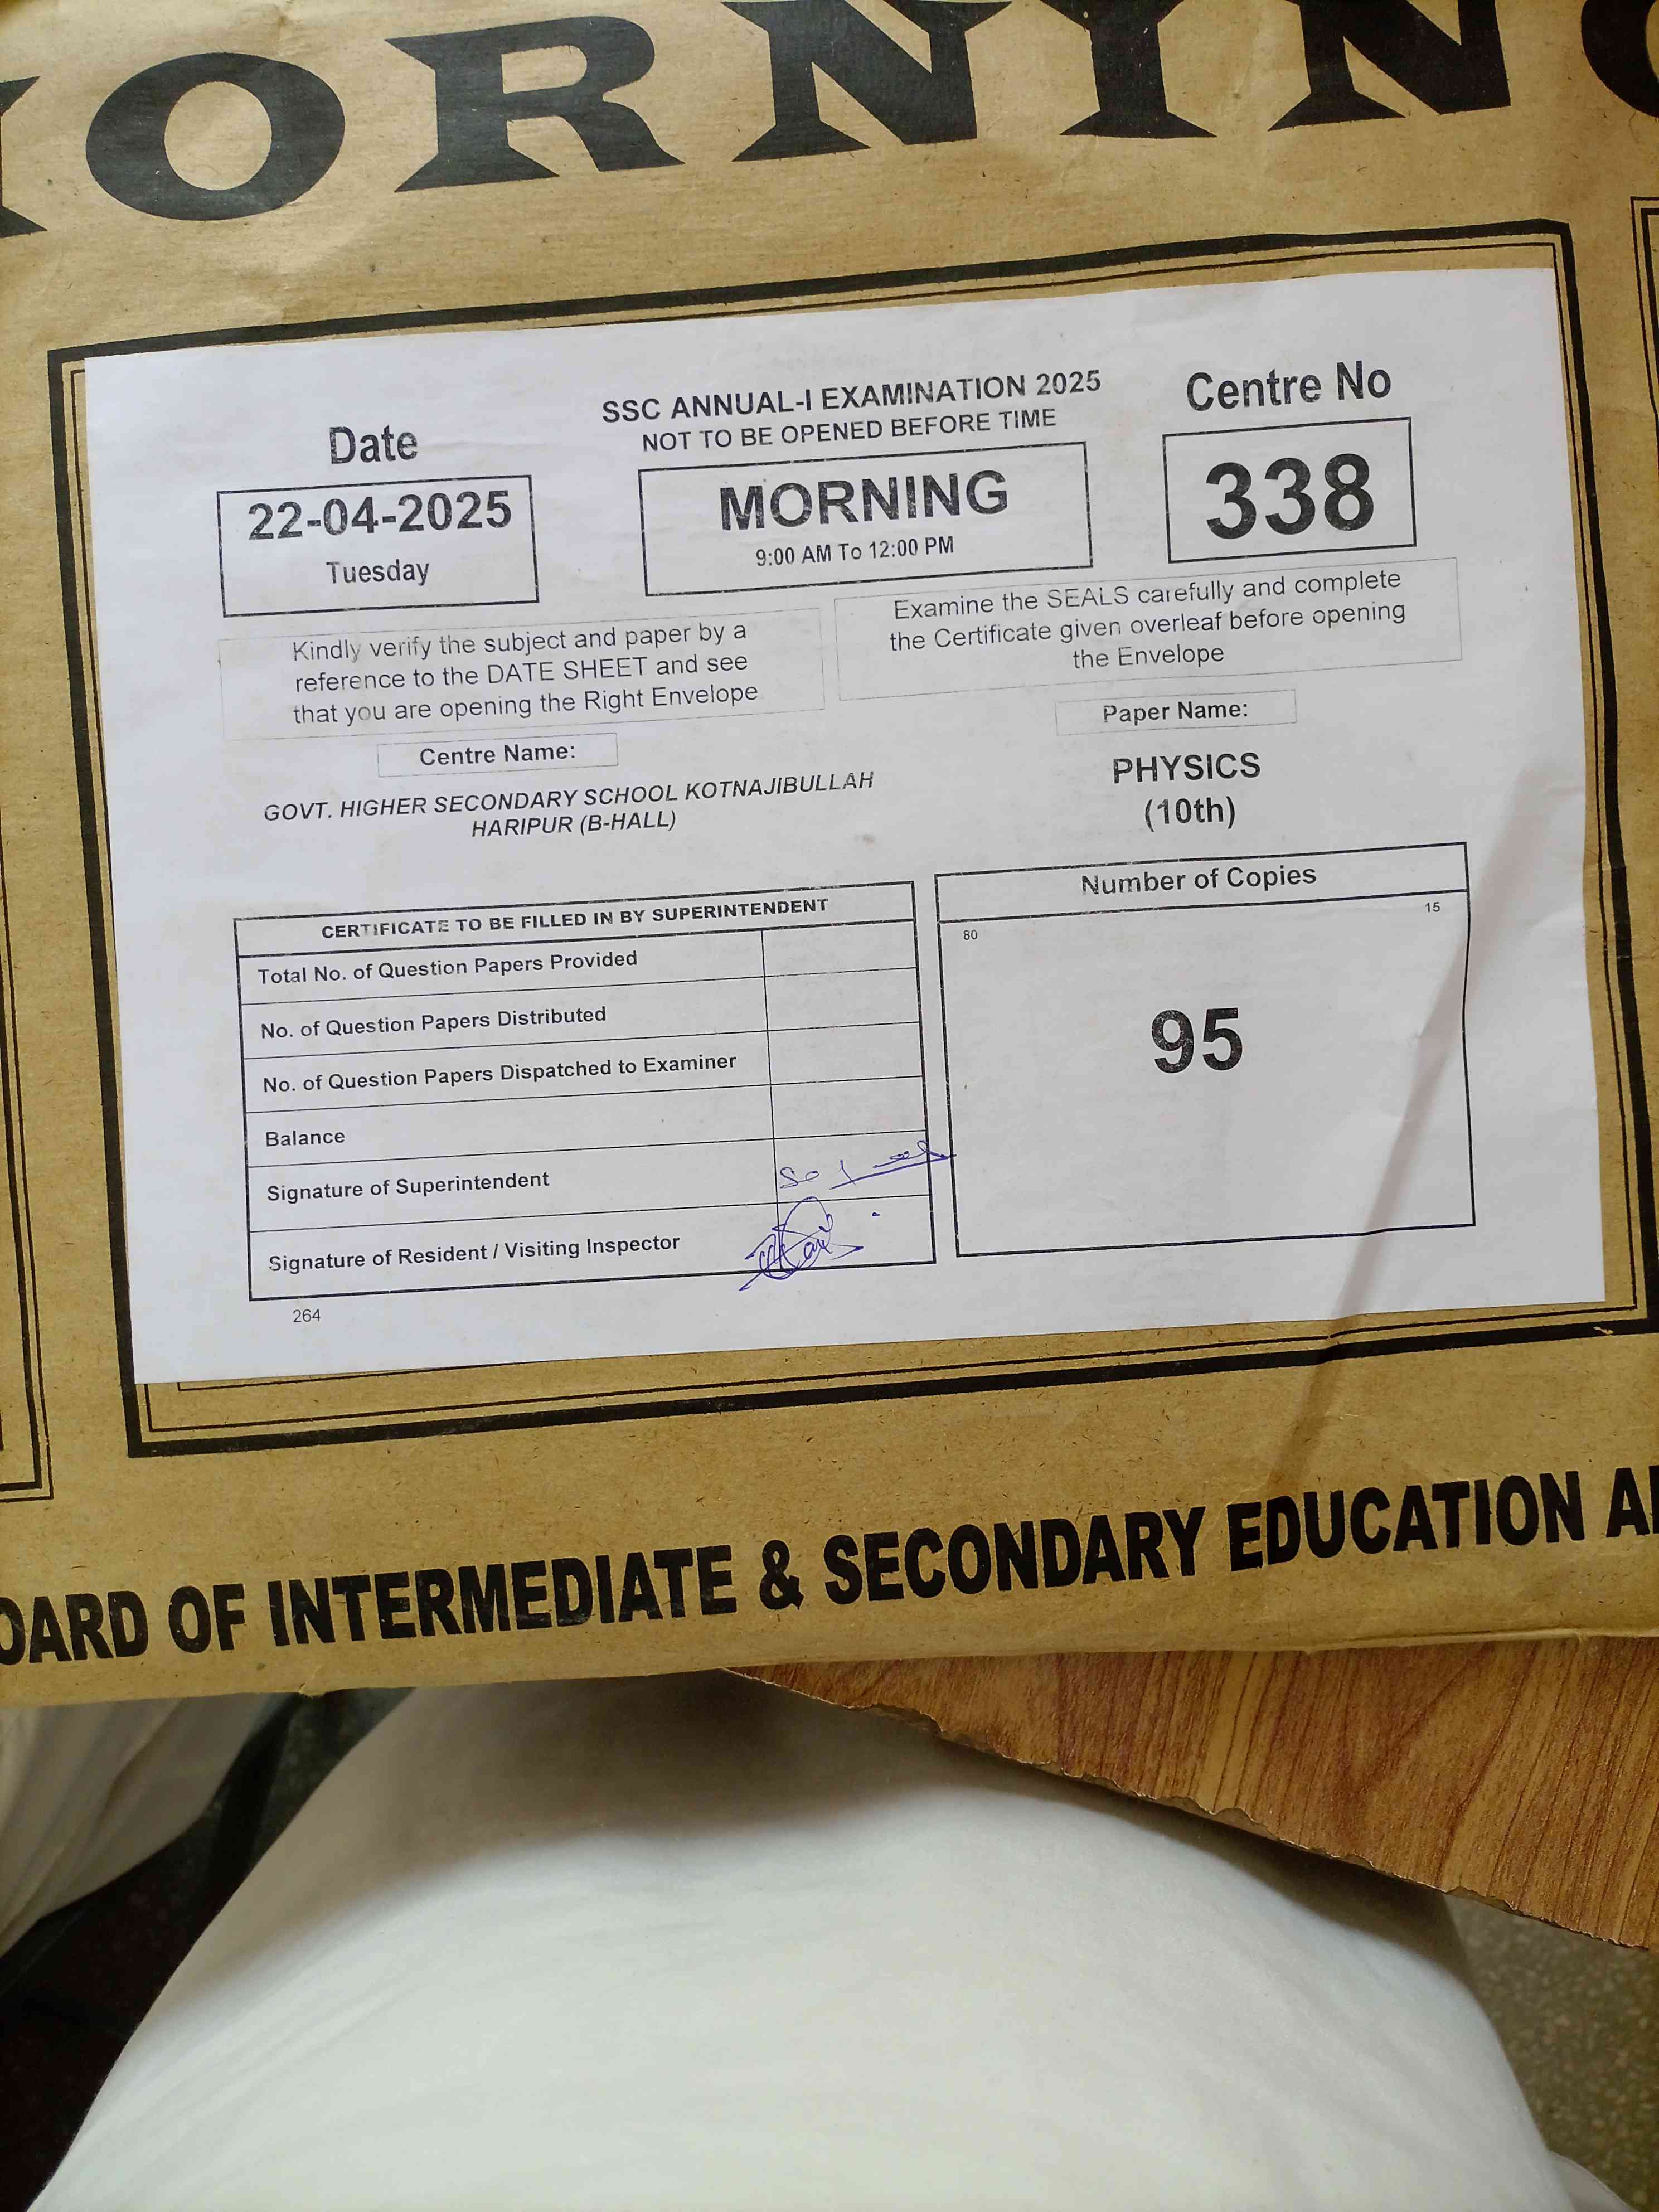 ORNIN
SSC ANNUAL-I EXAMINATION 2025
NOT TO BE OPENED BEFORE TIME
Date
22-04-2025
Tuesday
MORNING
9:00 AM To 12:00 PM
Centre No
338
Kindly verify the subject and paper by a
reference to the DATE SHEET and see
that you are opening the Right Envelope
Examine the SEALS carefully and complete
the Certificate given overleaf before opening
the Envelope
Centre Name:
GOVT. HIGHER SECONDARY SCHOOL KOTNAJIBULLAH
HARIPUR (B-HALL)
Paper Name:
PHYSICS
(10th)
CERTIFICATE TO BE FILLED IN BY SUPERINTENDENT
Total No. of Question Papers Provided
No. of Question Papers Distributed
No. of Question Papers Dispatched to Examiner
Balance
Signature of Superintendent
Signature of Resident / Visiting Inspector
264
Number of Copies
80 15
95
OARD OF INTERMEDIATE & SECONDARY EDUCATION A